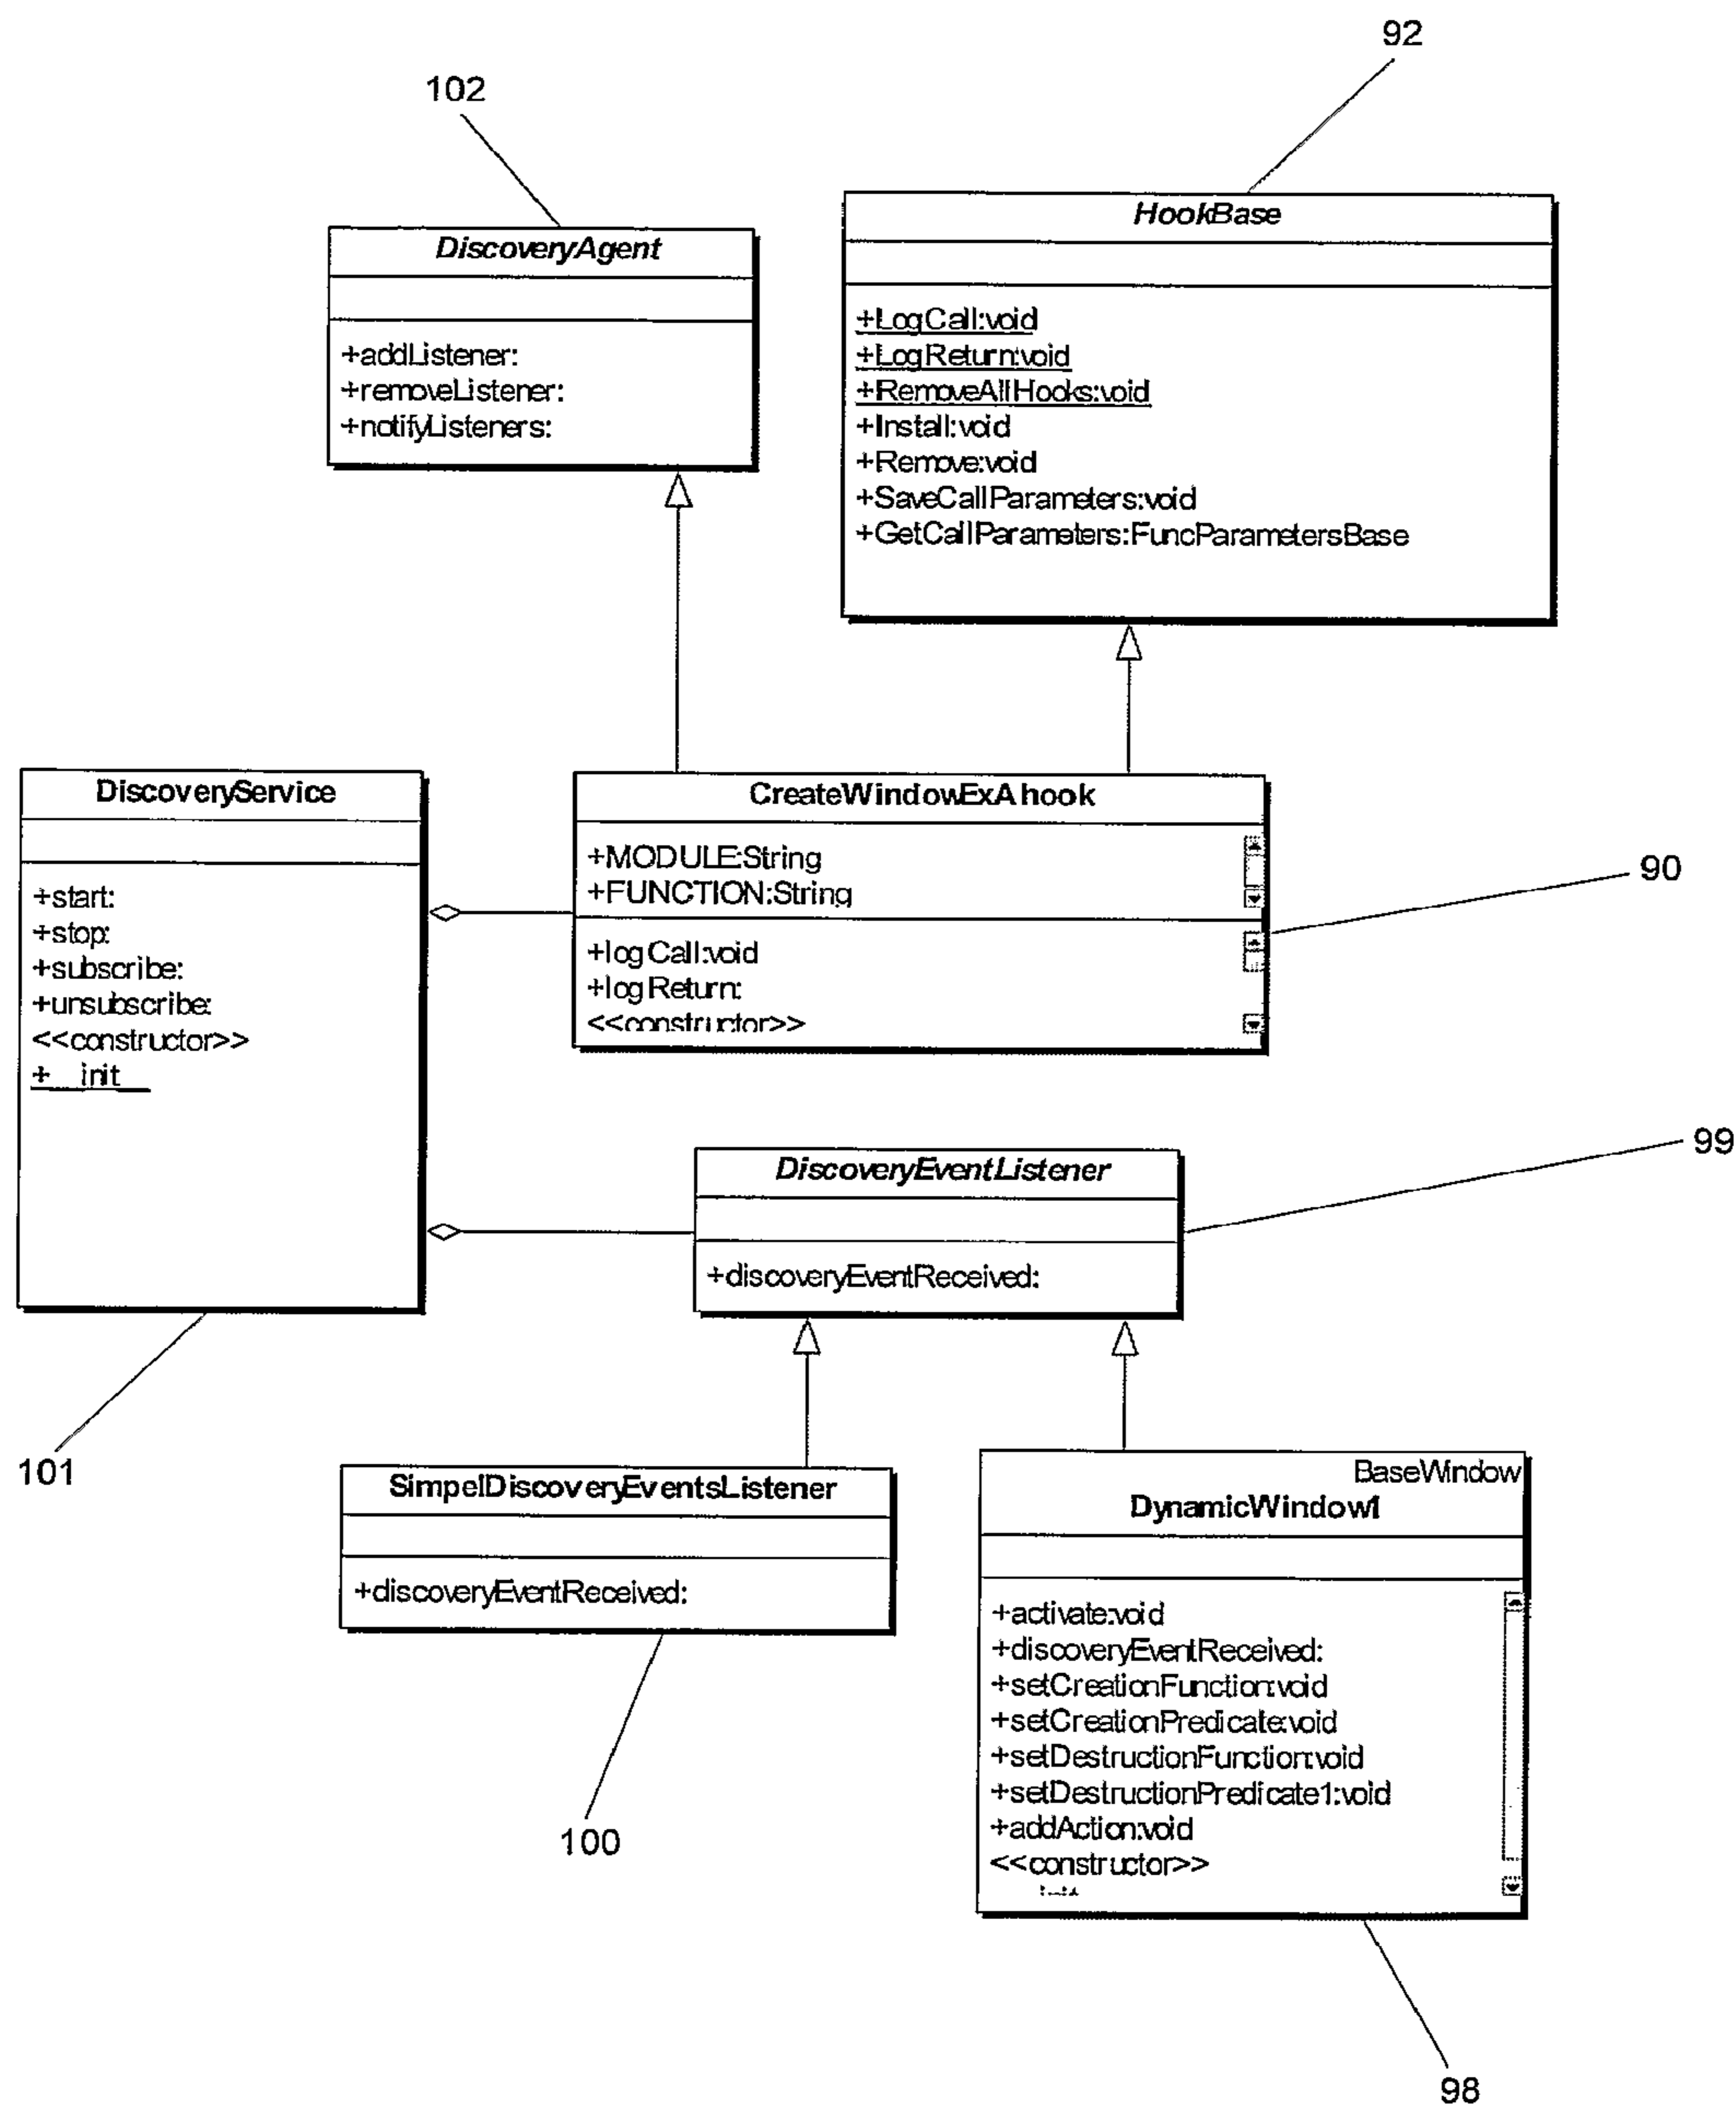 92
102
HookBase
+LogCall:void
+LogReturn:void
+RemoveAllHooks:void
+Install:void
+Remove:void
+SaveCallParameters:void
+GetCallParameters:FuncParametersBase
DiscoveryAgent
+addListener:
+removeListener:
+notifyListeners:
DiscoveryService
+start:
+stop:
+subscribe:
+unsubscribe:
<<constructor>>
+__init__
CreateWindowExAhook
+MODULE:String
+FUNCTION:String
+logCall:void
+logReturn:
<<constructor>>
90
99
DiscoveryEventListener
+discoveryEventReceived:
101
SimpelDiscoveryEventsListener
+discoveryEventReceived:
100
BaseWindow
DynamicWindow1
+activate:void
+discoveryEventReceived:
+setCreationFunction:void
+setCreationPredicate:void
+setDestructionFunction:void
+setDestructionPredicate1:void
+addAction:void
<<constructor>>
98